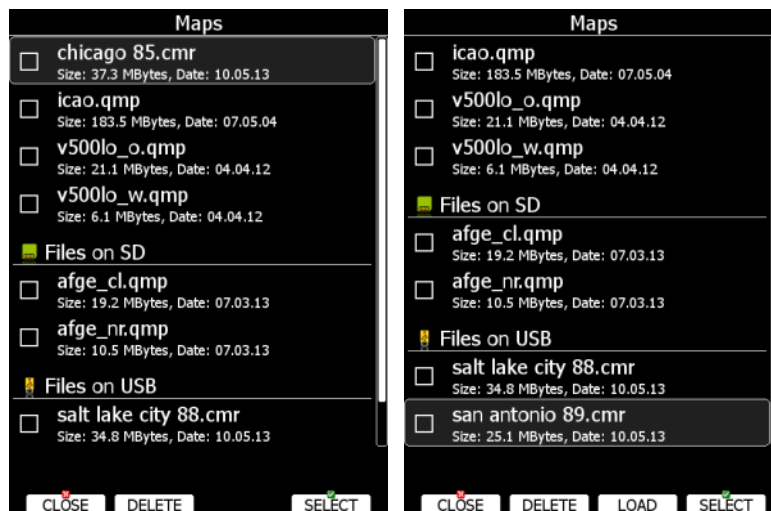 Maps
chicago 85.cmr
Size: 37.3 MBytes, Date: 10.05.13
icao.qmp
Size: 183.5 MBytes, Date: 07.05.04
v500lo_o.qmp
Size: 21.1 MBytes, Date: 04.04.12
v500lo_w.qmp
Size: 6.1 MBytes, Date: 04.04.12
Files on SD
afge_cl.qmp
Size: 19.2 MBytes, Date: 07.03.13
afge_nr.qmp
Size: 10.5 MBytes, Date: 07.03.13
Files on USB
salt lake city 88.cmr
Size: 34.8 MBytes, Date: 10.05.13
CLOSE DELETE SELECT
Maps
icao.qmp
Size: 183.5 MBytes, Date: 07.05.04
v500lo_o.qmp
Size: 21.1 MBytes, Date: 04.04.12
v500lo_w.qmp
Size: 6.1 MBytes, Date: 04.04.12
Files on SD
afge_cl.qmp
Size: 19.2 MBytes, Date: 07.03.13
afge_nr.qmp
Size: 10.5 MBytes, Date: 07.03.13
Files on USB
salt lake city 88.cmr
Size: 34.8 MBytes, Date: 10.05.13
san antonio 89.cmr
Size: 25.1 MBytes, Date: 10.05.13
CLOSE DELETE LOAD SELECT